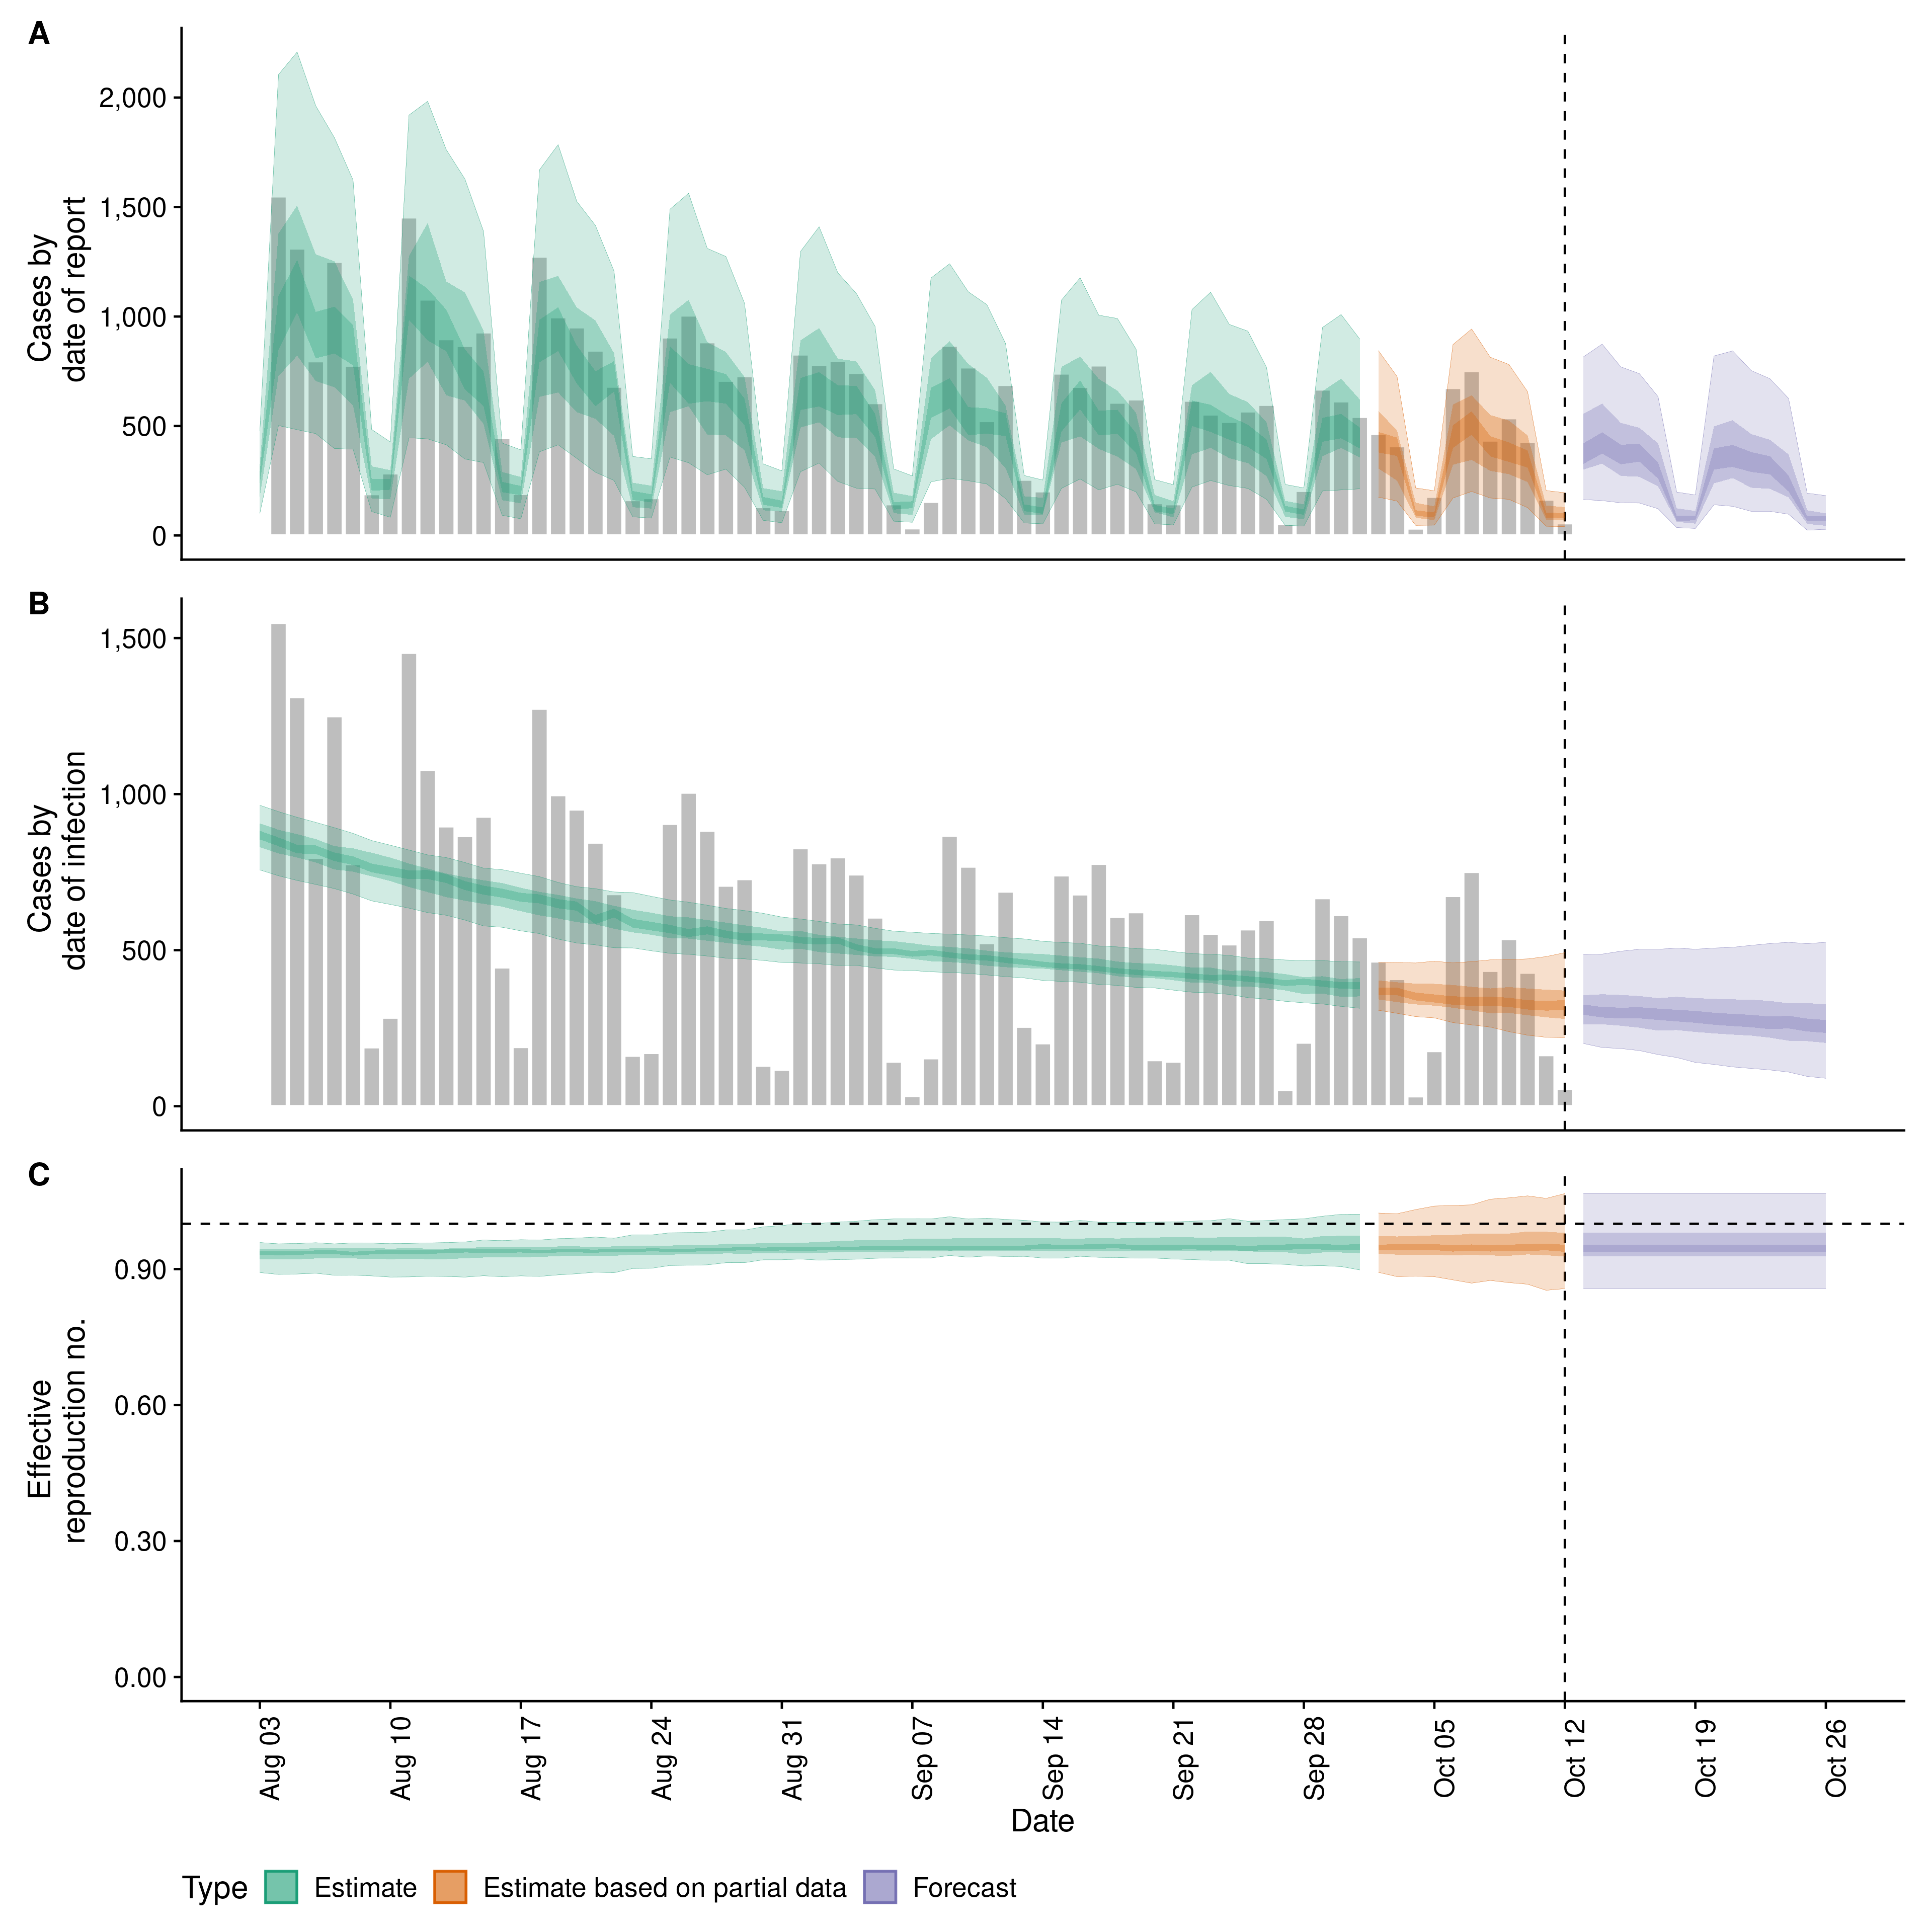 A
Cases by
date of report
2,000
1,500
1,000
500
0
B
Cases by
date of infection
1,500
1,000
500
0
C
Effective
reproduction no.
0.90
0.60
0.30
0.00
Aug 03
Aug 10
Aug 17
Aug 24
Aug 31
Sep 07
Sep 14
Sep 21
Sep 28
Oct 05
Oct 12
Oct 19
Oct 26
Date
Type Estimate Estimate based on partial data Forecast